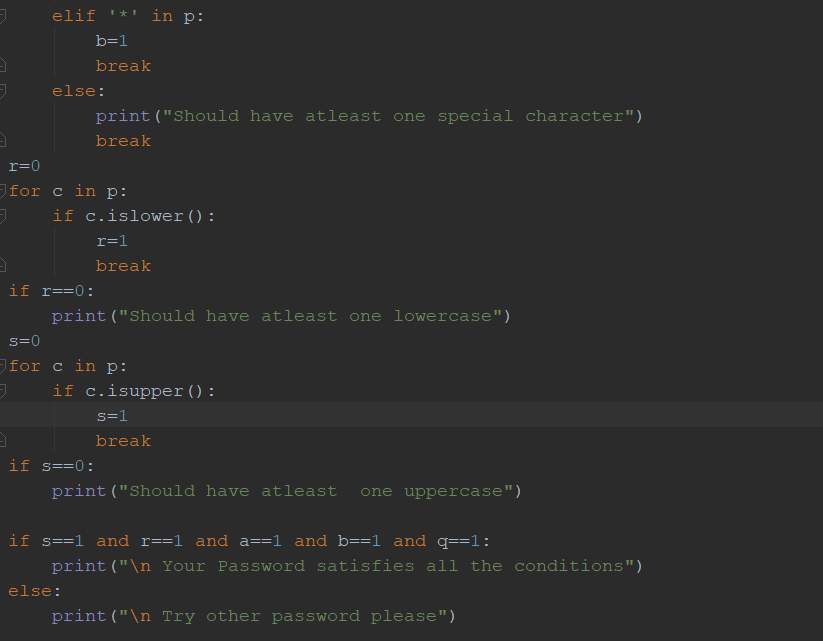 elif '*' in p:
        b=1
        break
    else:
        print("Should have atleast one special character")
        break
r=0
for c in p:
    if c.islower():
        r=1
        break
if r==0:
    print("Should have atleast one lowercase")
s=0
for c in p:
    if c.isupper():
        s=1
        break
if s==0:
    print("Should have atleast  one uppercase")

if s==1 and r==1 and a==1 and b==1 and q==1:
    print("\n Your Password satisfies all the conditions")
else:
    print("\n Try other password please")